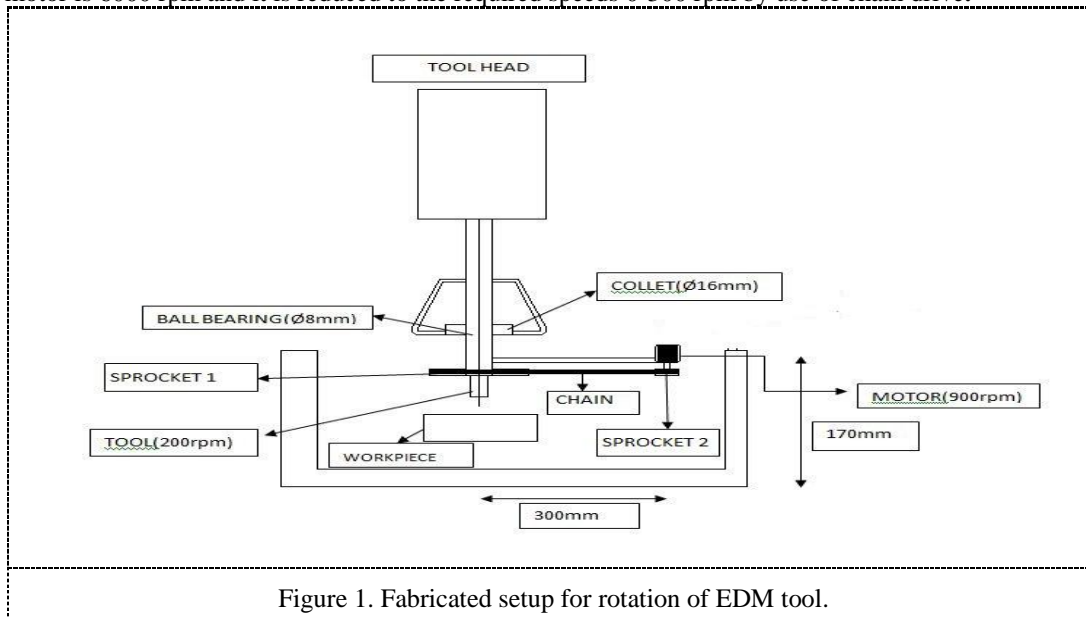 TOOL HEAD
COLLET(Ø16mm)
BALL BEARING(Ø8mm)
SPROCKET 1
CHAIN
MOTOR(900rpm)
TOOL(200rpm)
SPROCKET 2
170mm
WORKPIECE
300mm
Figure 1. Fabricated setup for rotation of EDM tool.